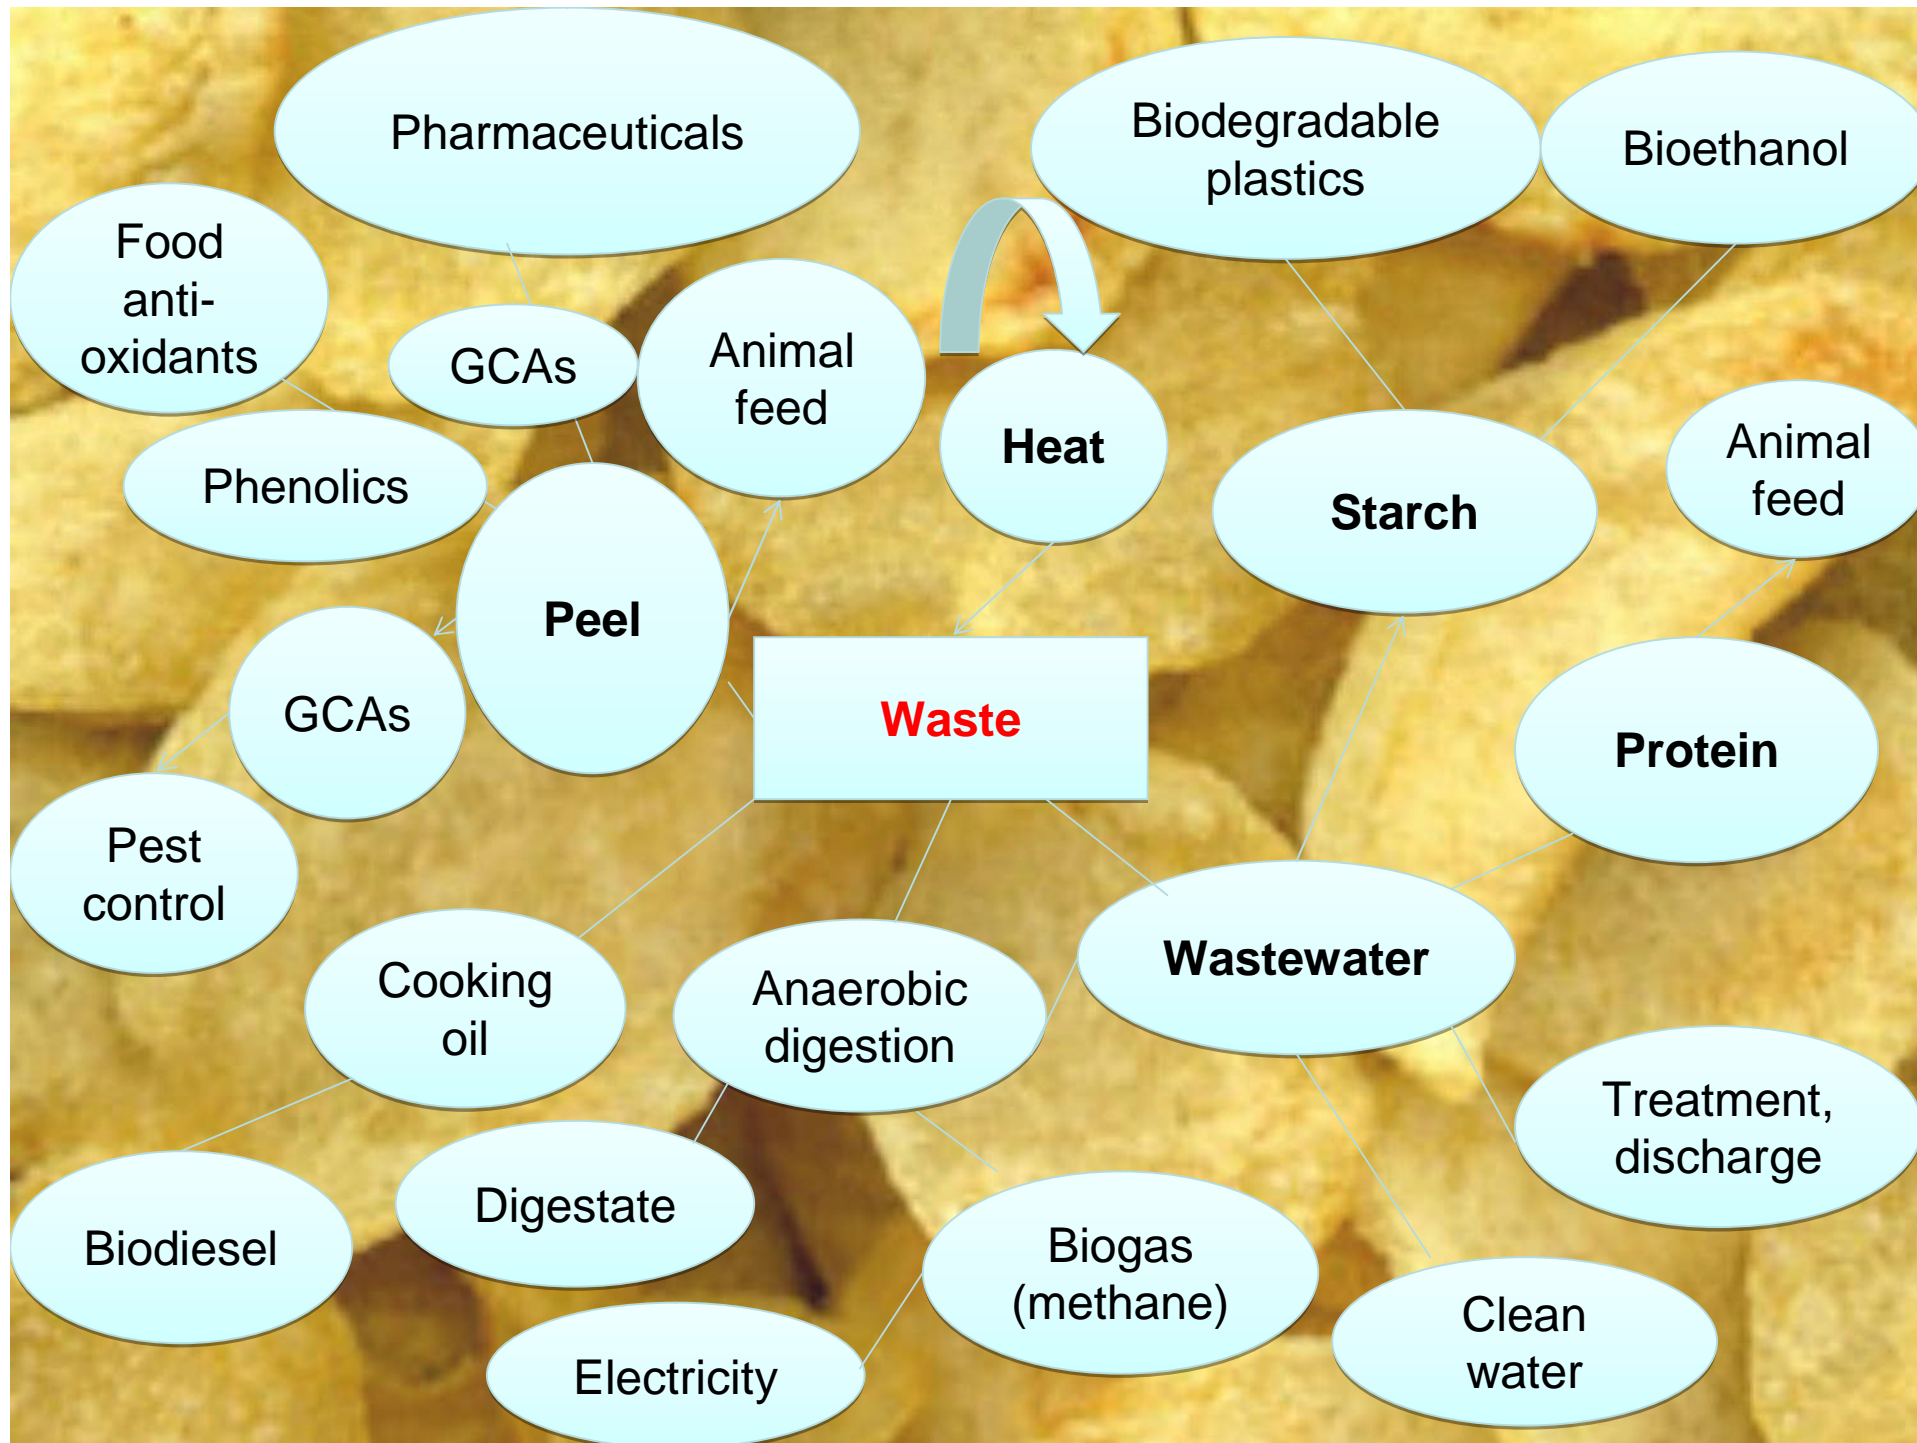 Pharmaceuticals
Biodegradable
plastics
Bioethanol
Food
anti-
oxidants
GCAs
Animal
feed
Heat
Starch
Animal
feed
Phenolics
Peel
GCAs
Waste
Protein
Pest
control
Cooking
oil
Anaerobic
digestion
Wastewater
Treatment,
discharge
Biodiesel
Digestate
Biogas
(methane)
Electricity
Clean
water